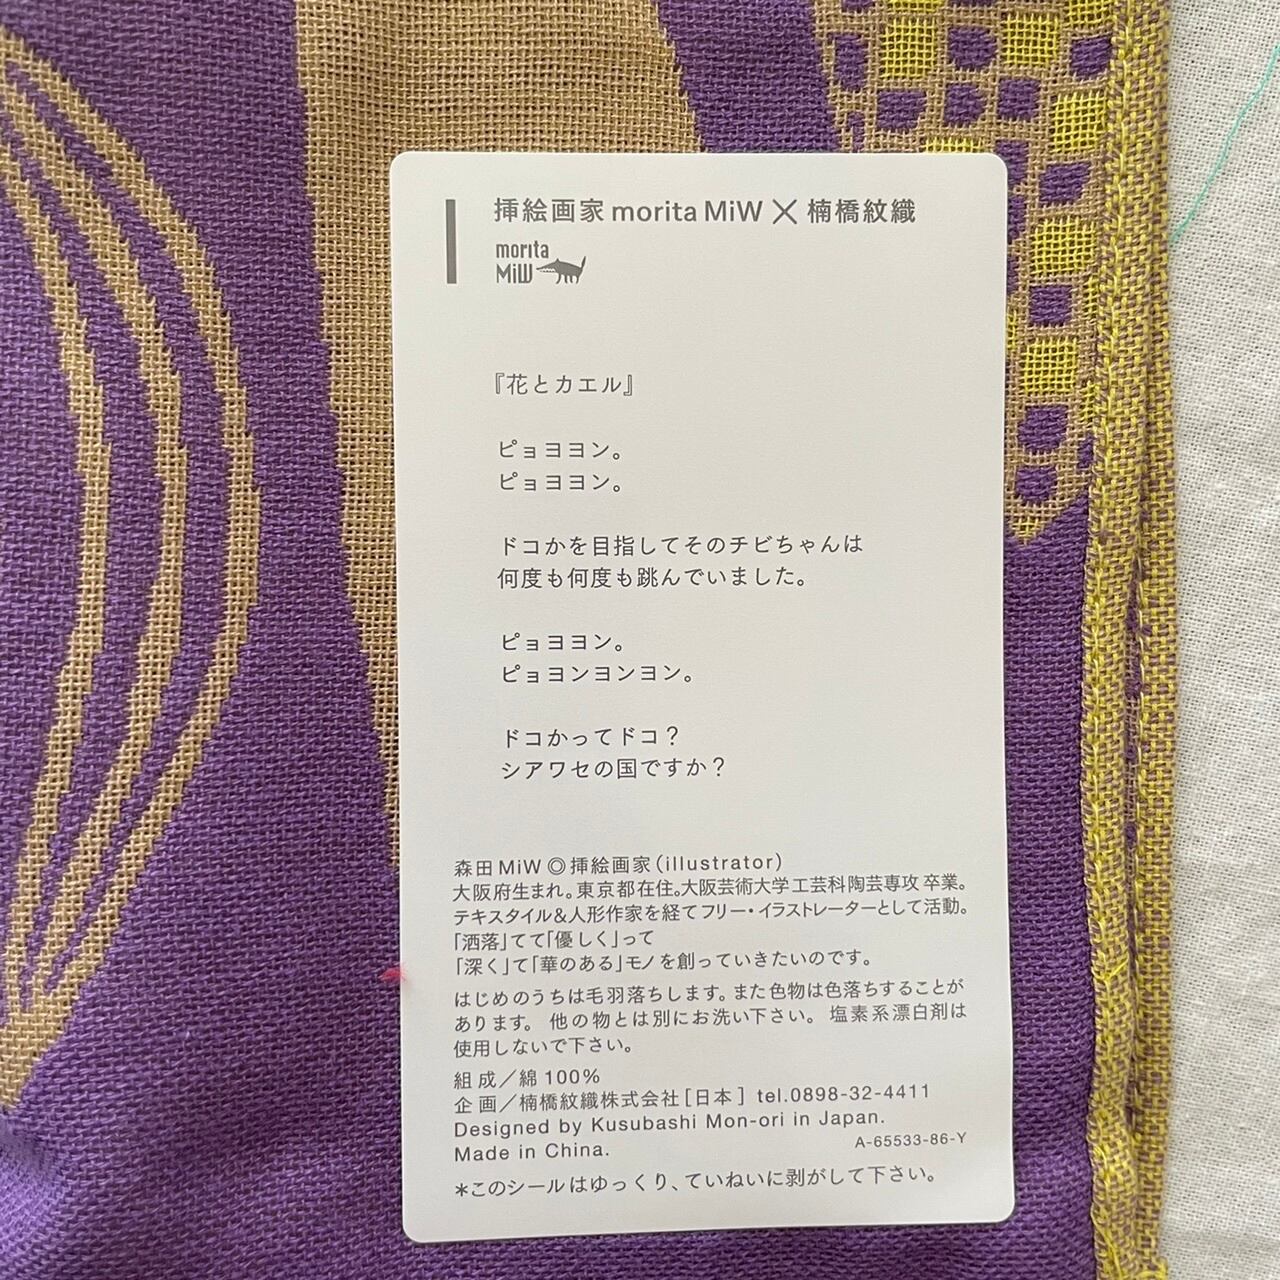 挿絵画家 morita MiW × 楠橋紋織
morita
MiW
『花とカエル』
ピョヨヨン。
ピョヨヨン。
ドコかを目指してそのチビちゃんは
何度も何度も跳んでいました。
ピョヨヨン。
ピョヨンヨンヨン。
ドコかってドコ？
シアワセの国ですか？
森田 MiW ◎挿絵画家（illustrator）
大阪府生まれ。東京都在住。大阪芸術大学工芸科陶芸専攻 卒業。
テキスタイル&人形作家を経てフリー・イラストレーターとして活動。
「洒落」てて「優しく」って
「深く」て「華のある」モノを創っていきたいのです。
はじめのうちは毛羽落ちします。また色物は色落ちすることが
あります。 他の物とは別にお洗い下さい。 塩素系漂白剤は
使用しないで下さい。
組成／綿 100%
企画／楠橋紋織株式会社［日本］ tel.0898-32-4411
Designed by Kusubashi Mon-ori in Japan.
Made in China.
A-65533-86-Y
＊このシールはゆっくり、ていねいに剥がして下さい。